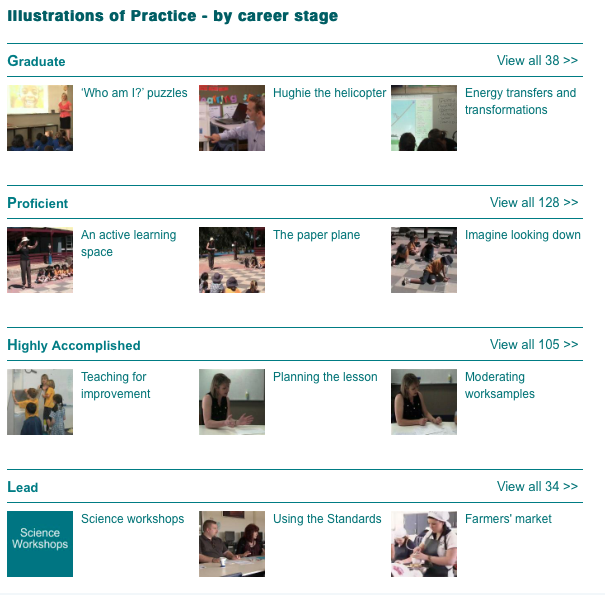 Illustrations of Practice - by career stage
Graduate
View all 38 >>
‘Who am I?’ puzzles
Hughie the helicopter
Energy transfers and
transformations
Proficient
View all 128 >>
An active learning
space
The paper plane
Imagine looking down
Highly Accomplished
View all 105 >>
Teaching for
improvement
Planning the lesson
Moderating
worksamples
Lead
View all 34 >>
Science
Workshops
Science workshops
Using the Standards
Farmers' market